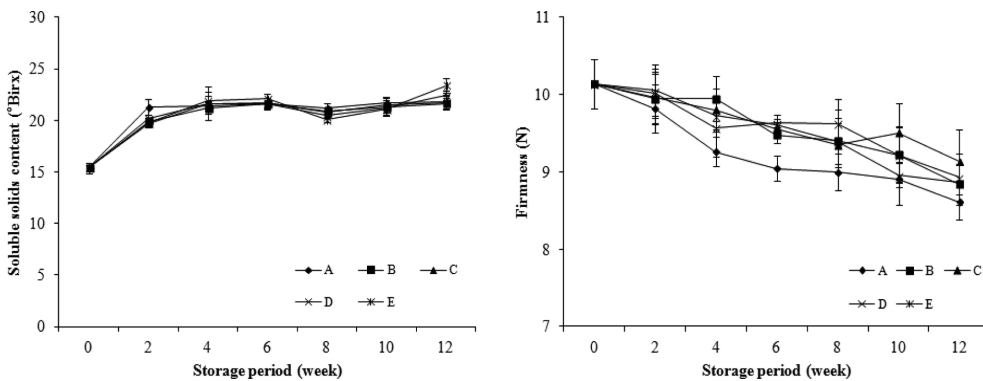 30
25
20
15
10
5
0
Soluble solids content (°Birx)
A B C
D E
0 2 4 6 8 10 12
Storage period (week)
11
10
9
8
7
Firmness (N)
A B C
D E
0 2 4 6 8 10 12
Storage period (week)